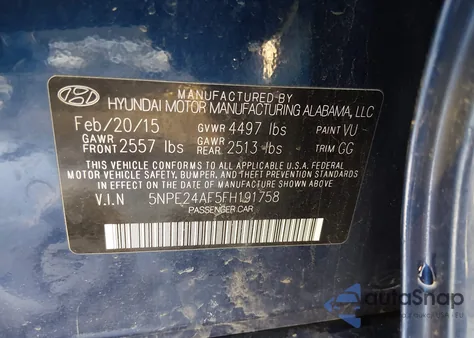 MANUFACTURED BY
HYUNDAI MOTOR MANUFACTURING ALABAMA, LLC
Feb/20/15 GVWR 4497 lbs PAINT VU
GAWR FRONT 2557 lbs GAWR REAR 2513 lbs TRIM GG
THIS VEHICLE CONFORMS TO ALL APPLICABLE FEDERAL
MOTOR VEHICLE SAFETY, BUMPER, AND THEFT PREVENTION STANDARDS
IN EFFECT ON THE DATE OF MANUFACTURE SHOWN ABOVE.
V.I.N 5NPE24AF5FH191758
PASSENGER CAR
autoSnap